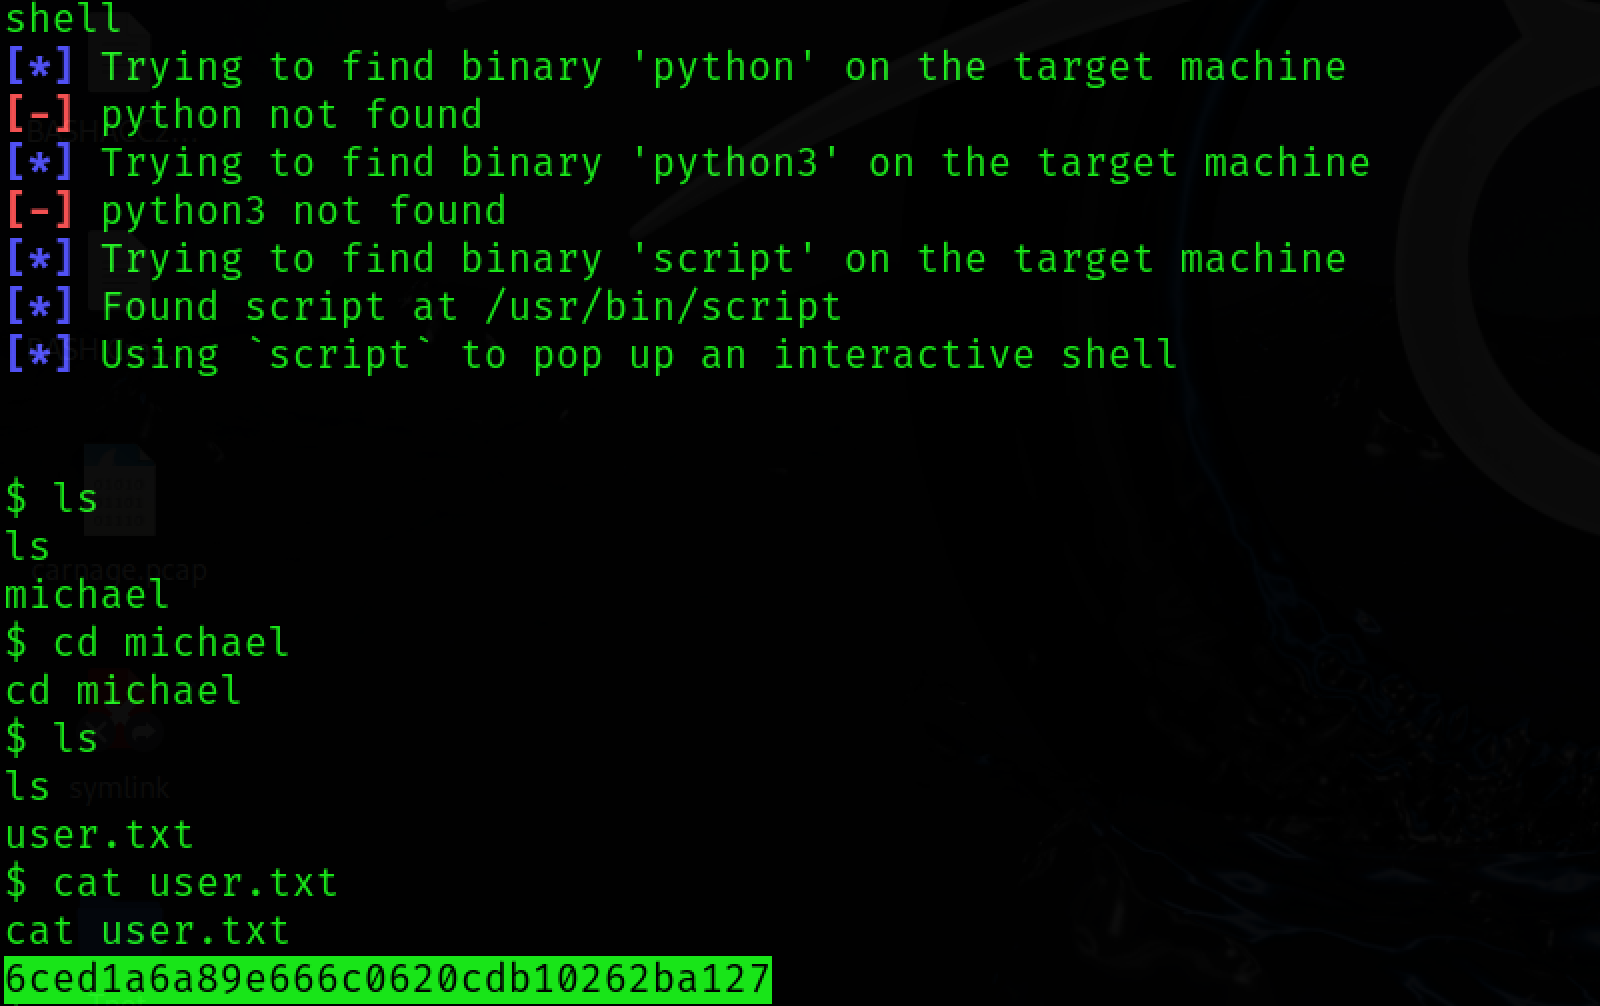 shell
[*] Trying to find binary 'python' on the target machine
[-] python not found
[*] Trying to find binary 'python3' on the target machine
[-] python3 not found
[*] Trying to find binary 'script' on the target machine
[*] Found script at /usr/bin/script
[*] Using `script` to pop up an interactive shell
$ ls
ls
carnage.pcap
michael
$ cd michael
cd michael
$ ls
ls
symlink
user.txt
$ cat user.txt
cat user.txt
6ced1a6a89e666c0620cdb10262ba127